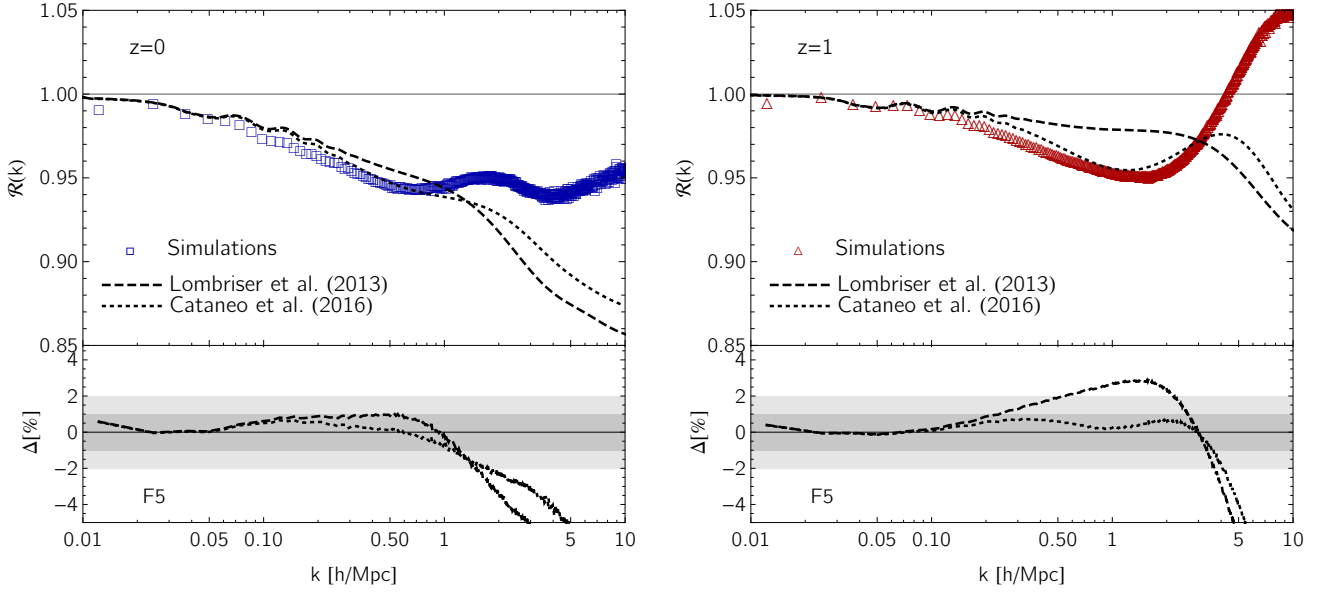 1.05
z=0
1.00
0.95
ℛ(k)
0.90
0.85
Simulations
Lombriser et al. (2013)
Cataneo et al. (2016)
4
2
0
-2
-4
Δ[%]
F5
0.01
0.05
0.10
0.50
1
5
10
k [h/Mpc]
1.05
z=1
1.00
0.95
ℛ(k)
0.90
0.85
Simulations
Lombriser et al. (2013)
Cataneo et al. (2016)
4
2
0
-2
-4
Δ[%]
F5
0.01
0.05
0.10
0.50
1
5
10
k [h/Mpc]